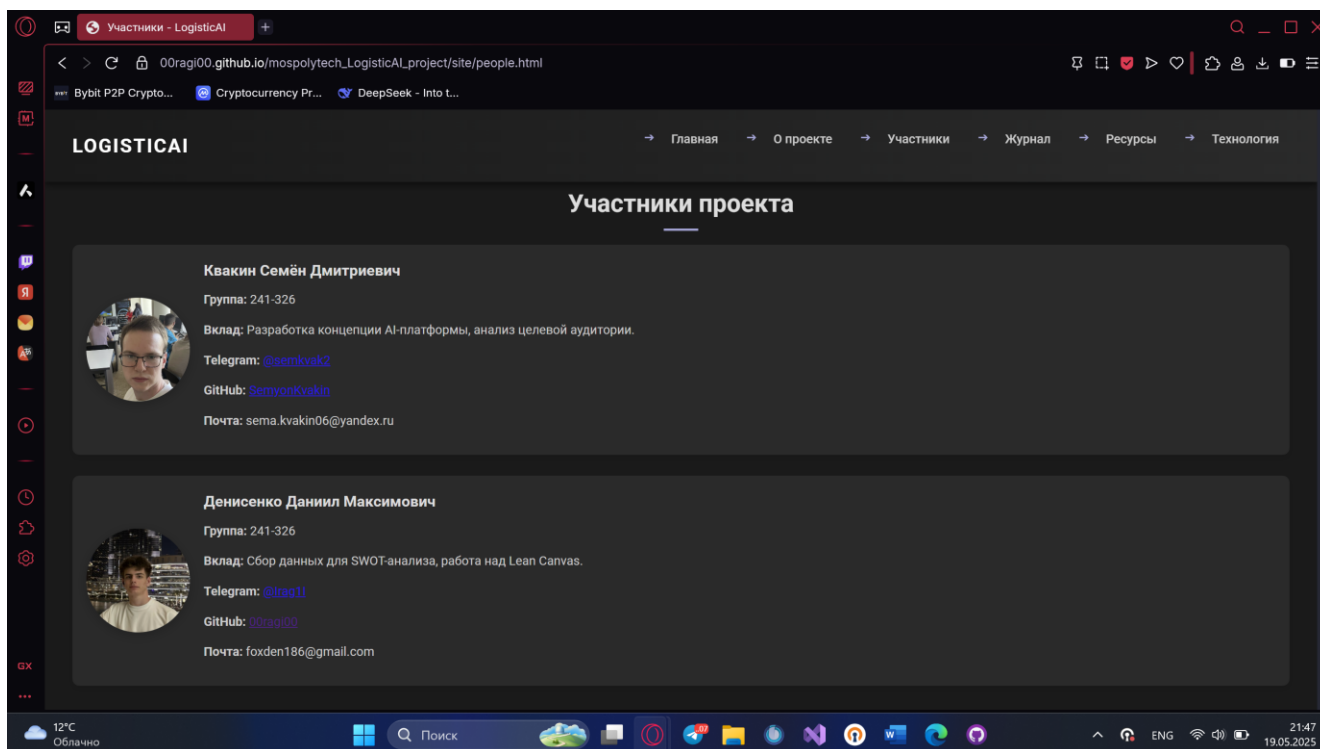 Участники - LogisticAI
00ragi00.github.io/mospolytech_LogisticAI_project/site/people.html
Bybit P2P Crypto... Cryptocurrency Pr... DeepSeek - Into t...
LOGISTICAI
→ Главная → О проекте → Участники → Журнал → Ресурсы → Технология
Участники проекта
Квакин Семён Дмитриевич
Группа: 241-326
Вклад: Разработка концепции AI-платформы, анализ целевой аудитории.
Telegram: @semkvak2
GitHub: SemyonKvakin
Почта: sema.kvakin06@yandex.ru
Денисенко Даниил Максимович
Группа: 241-326
Вклад: Сбор данных для SWOT-анализа, работа над Lean Canvas.
Telegram:
GitHub: 00ragi00
Почта: foxden186@gmail.com
GX
12°C
Облачно
Поиск
ENG
21:47
19.05.2025